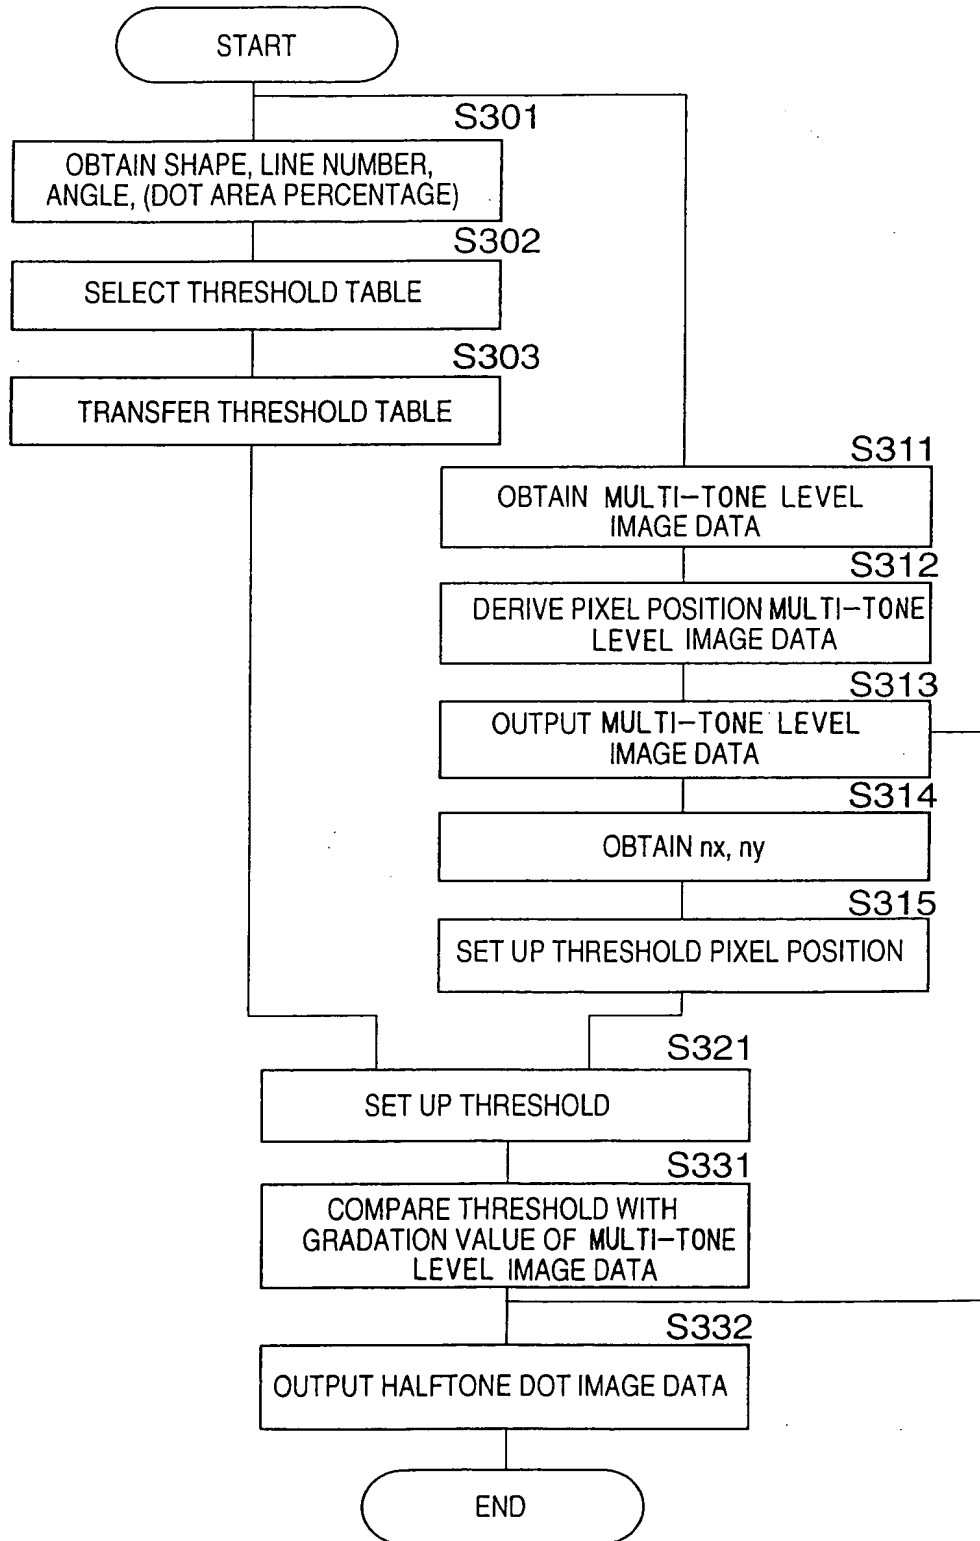 START
S301
OBTAIN SHAPE, LINE NUMBER,
ANGLE, (DOT AREA PERCENTAGE)
S302
SELECT THRESHOLD TABLE
S303
TRANSFER THRESHOLD TABLE
S311
OBTAIN MULTI-TONE LEVEL
IMAGE DATA
S312
DERIVE PIXEL POSITION MULTI-TONE
LEVEL IMAGE DATA
S313
OUTPUT MULTI-TONE LEVEL
IMAGE DATA
S314
OBTAIN nx, ny
S315
SET UP THRESHOLD PIXEL POSITION
S321
SET UP THRESHOLD
S331
COMPARE THRESHOLD WITH
GRADATION VALUE OF MULTI-TONE
LEVEL IMAGE DATA
S332
OUTPUT HALFTONE DOT IMAGE DATA
END